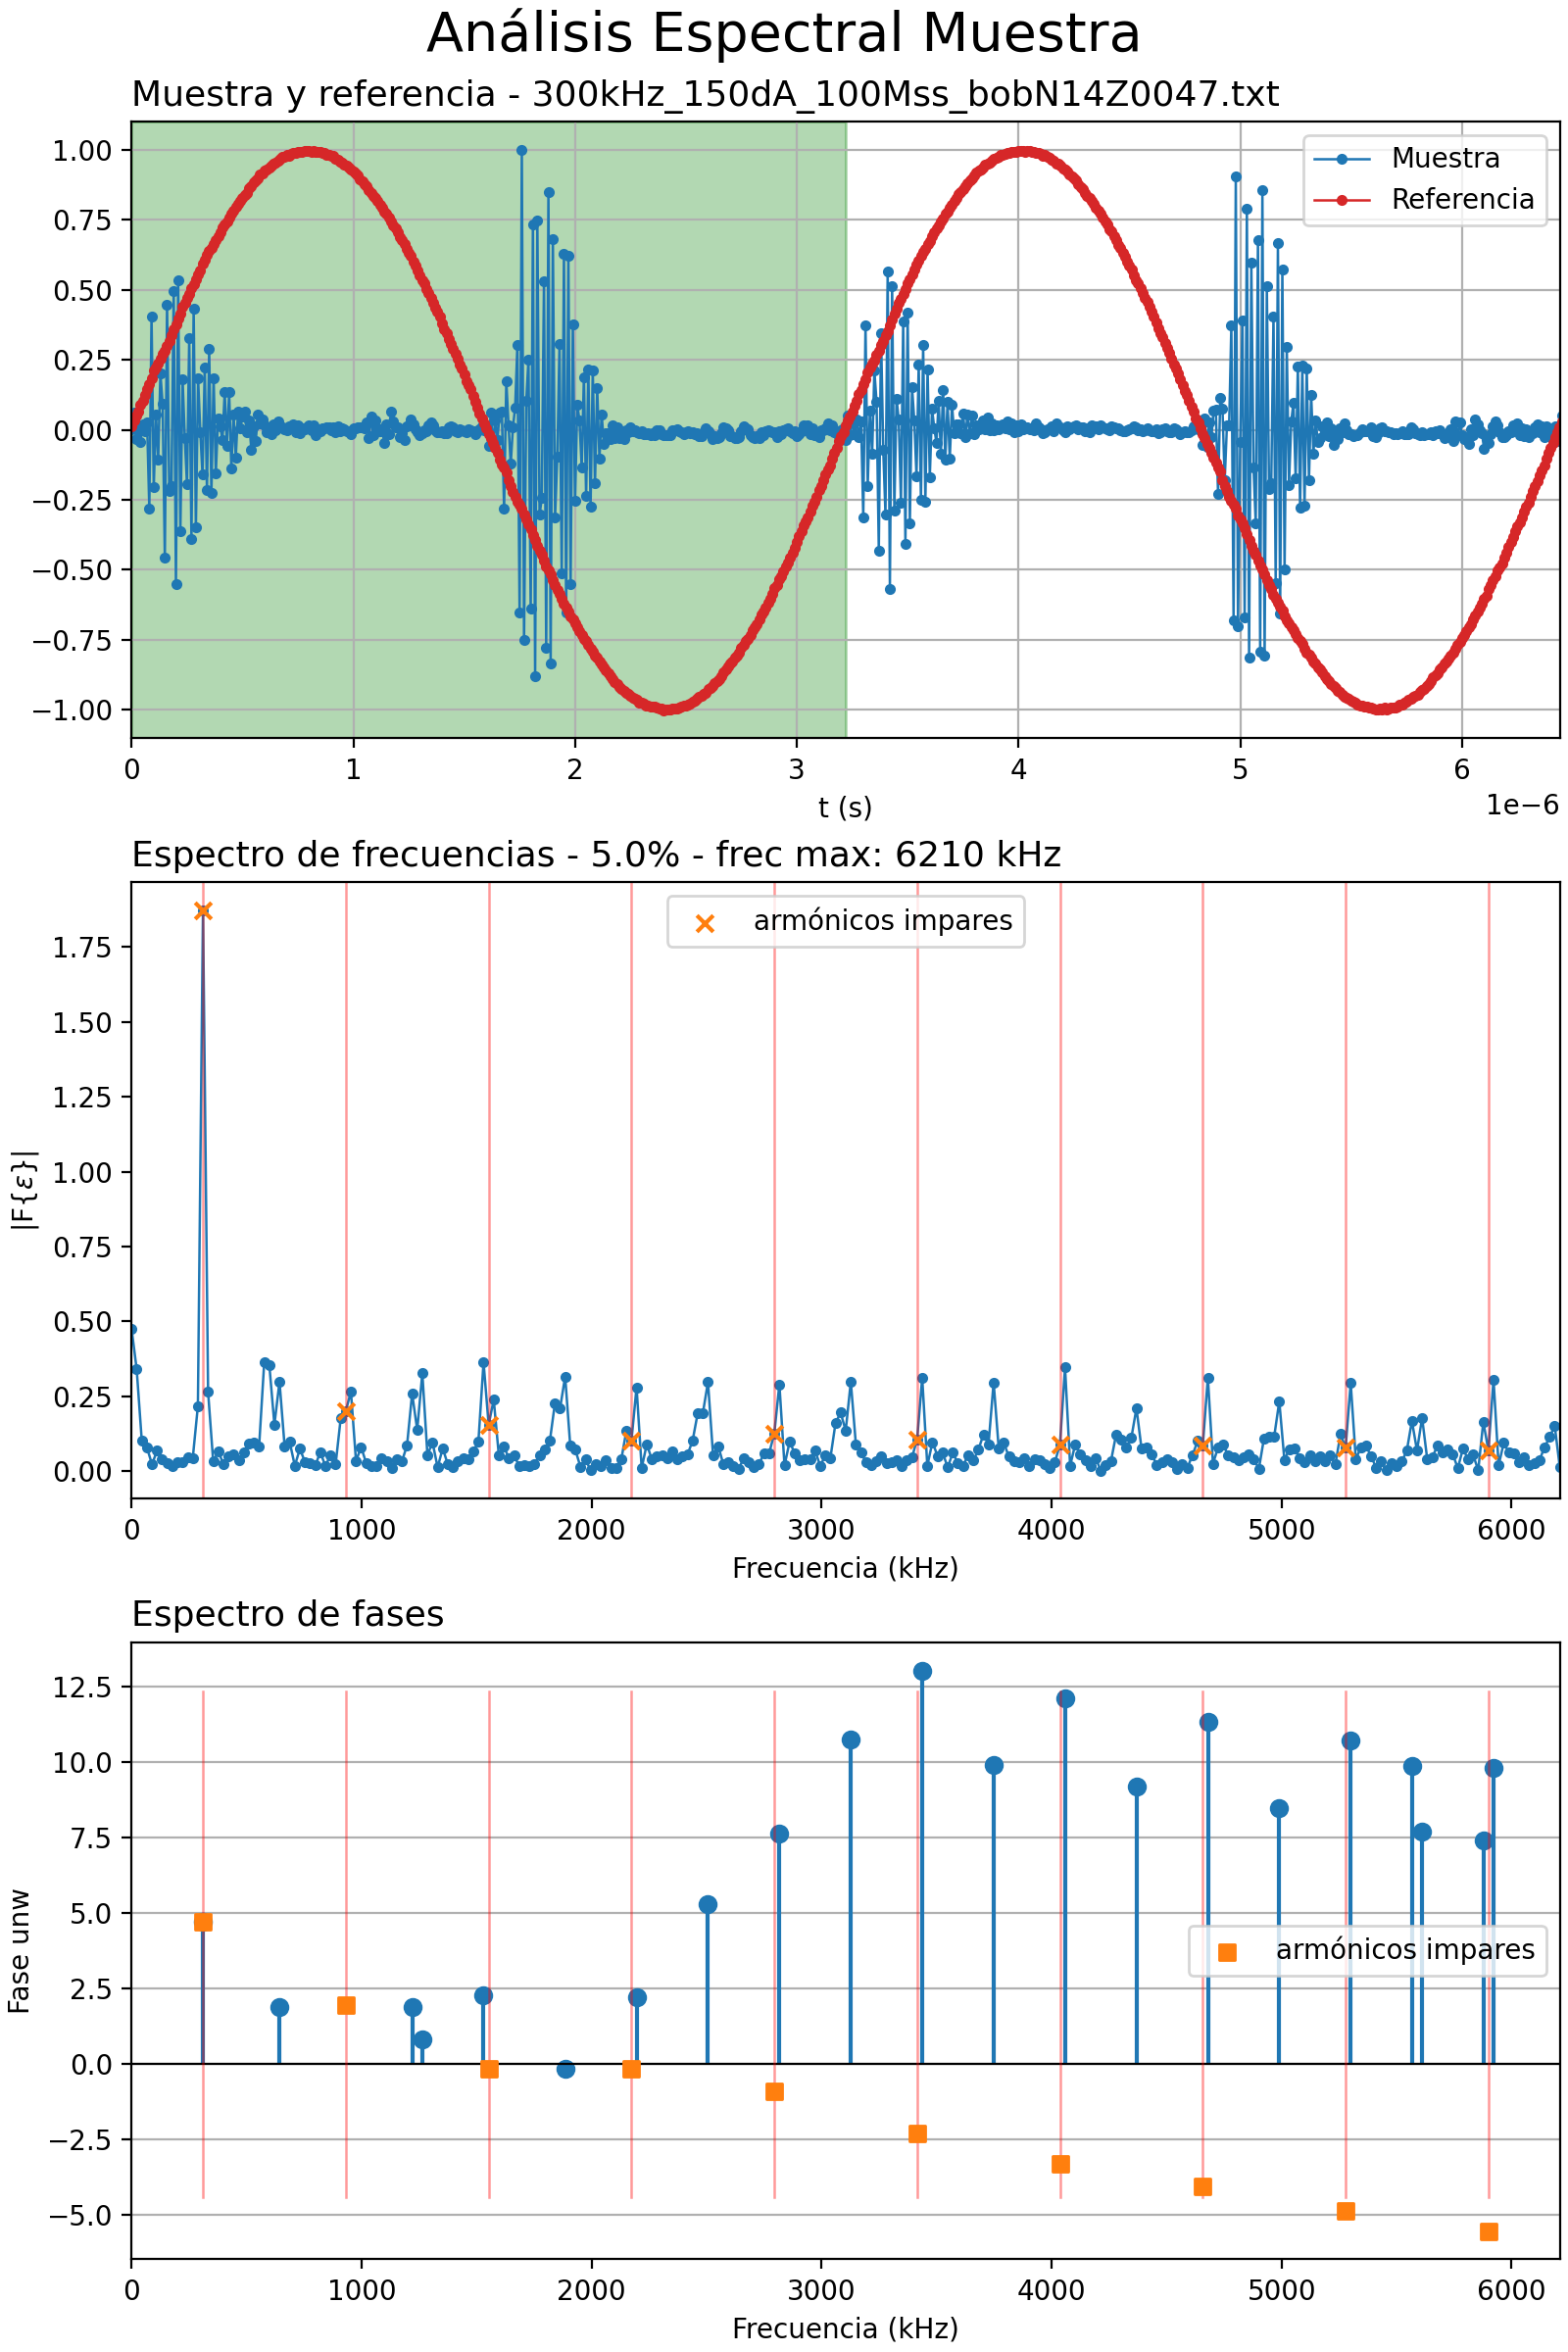 Análisis Espectral Muestra
Muestra y referencia - 300kHz_150dA_100Mss_bobN14Z0047.txt
Muestra
Referencia
1.00
0.75
0.50
0.25
0.00
−0.25
−0.50
−0.75
−1.00
0 1 2 3 4 5 6
t (s)
1e−6
Espectro de frecuencias - 5.0% - frec max: 6210 kHz
armónicos impares
1.75
1.50
1.25
1.00
0.75
0.50
0.25
0.00
|F{ε}|
0 1000 2000 3000 4000 5000 6000
Frecuencia (kHz)
Espectro de fases
12.5
10.0
7.5
5.0
2.5
0.0
−2.5
−5.0
Fase unw
armónicos impares
0 1000 2000 3000 4000 5000 6000
Frecuencia (kHz)